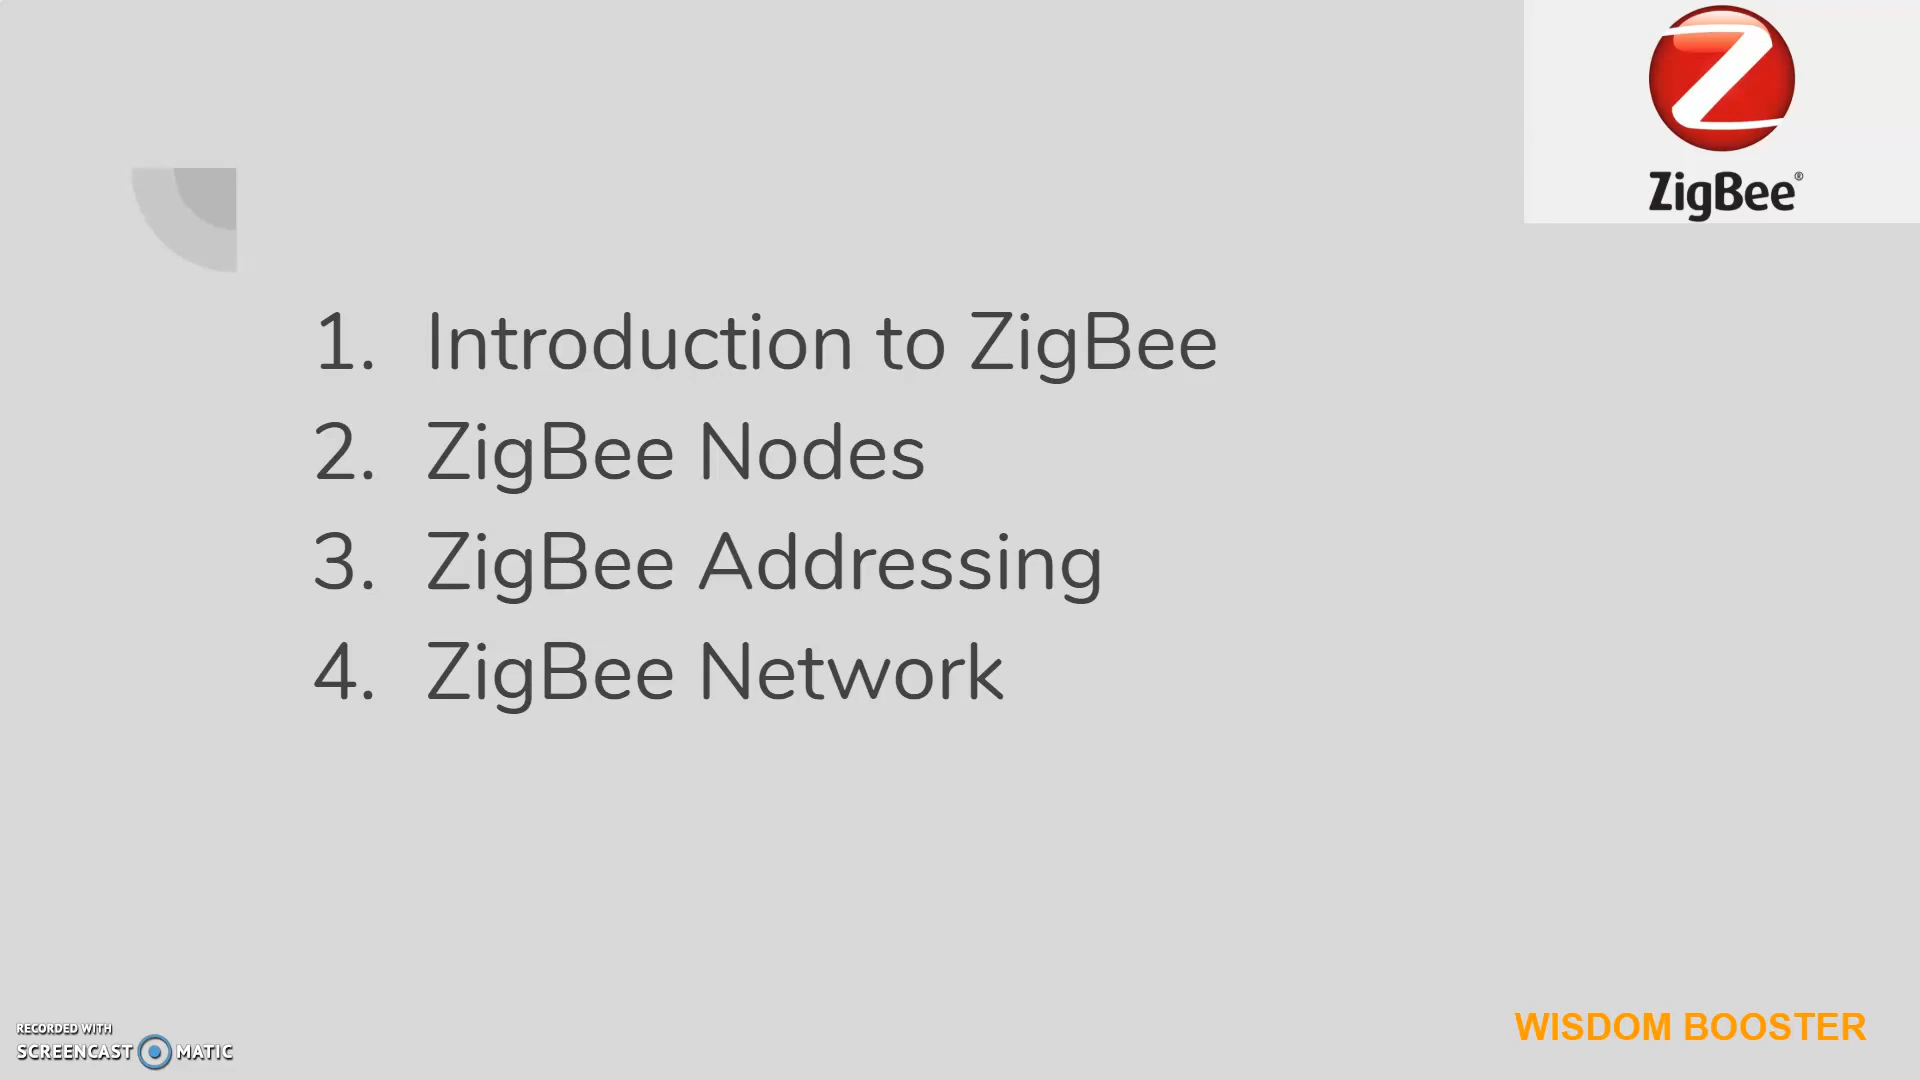 ZigBee®
1. Introduction to ZigBee
2. ZigBee Nodes
3. ZigBee Addressing
4. ZigBee Network
WISDOM BOOSTER
RECORDED WITH
SCREENCAST MATIC